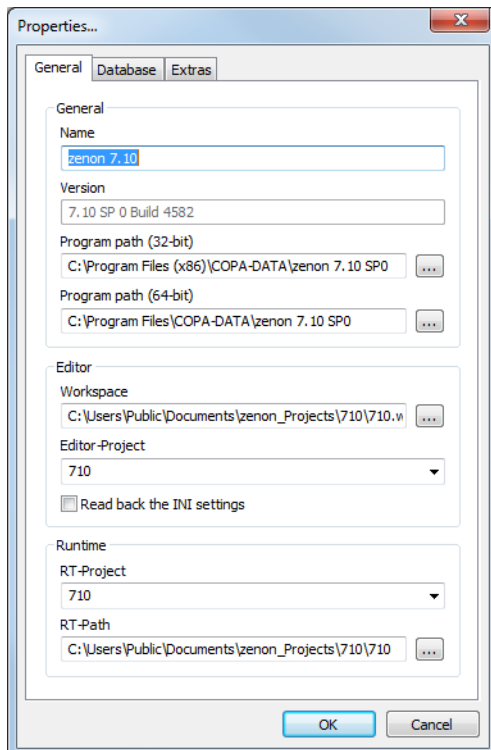 Properties...
General Database Extras
General
Name
zenon 7.10
Version
7.10 SP 0 Build 4582
Program path (32-bit)
C:\Program Files (x86)\COPA-DATA\zenon 7.10 SP0 ...
Program path (64-bit)
C:\Program Files\COPA-DATA\zenon 7.10 SP0 ...
Editor
Workspace
C:\Users\Public\Documents\zenon_Projects\710\710.w ...
Editor-Project
710
Read back the INI settings
Runtime
RT-Project
710
RT-Path
C:\Users\Public\Documents\zenon_Projects\710\710 ...
OK Cancel